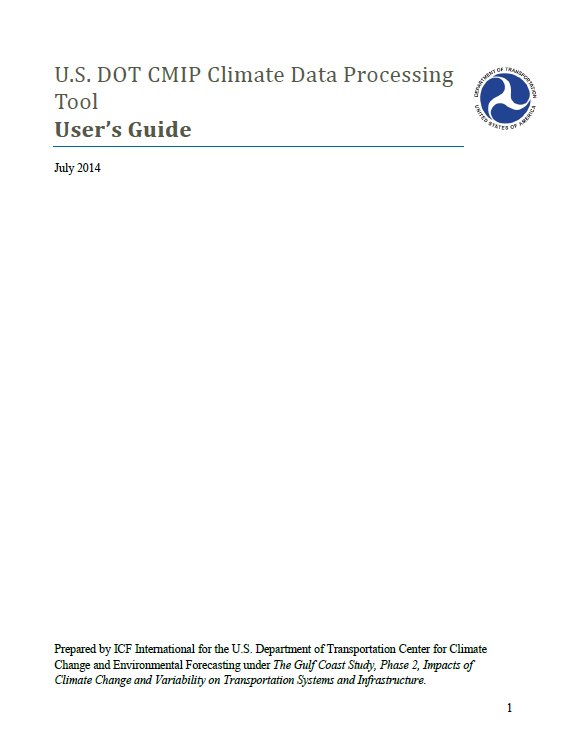 U.S. DOT CMIP Climate Data Processing
Tool
User's Guide
DEPARTMENT OF TRANSPORTATION
UNITED STATES OF AMERICA
July 2014
Prepared by ICF International for the U.S. Department of Transportation Center for Climate
Change and Environmental Forecasting under The Gulf Coast Study, Phase 2, Impacts of
Climate Change and Variability on Transportation Systems and Infrastructure.
1